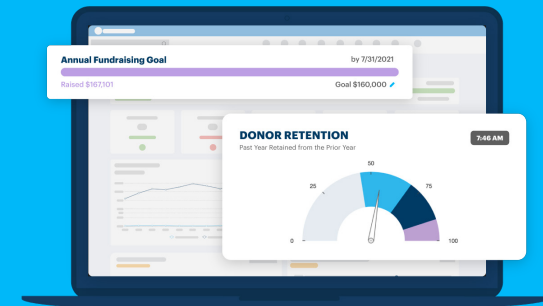 Annual Fundraising Goal
by 7/31/2021
Raised $167,101
Goal $160,000
DONOR RETENTION
7:46 AM
Past Year Retained from the Prior Year
50
25
75
0
100